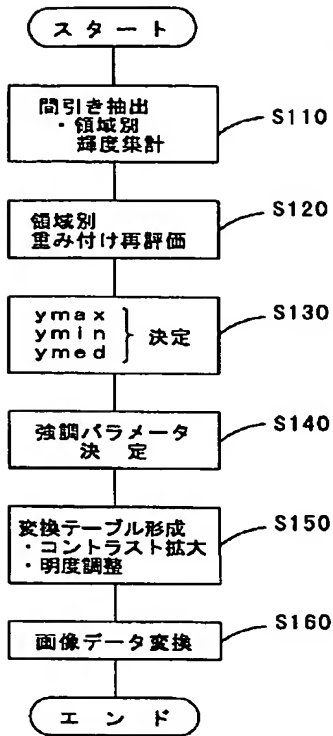 スタート
間引き抽出
・領域別
輝度集計
S110
領域別
重み付け再評価
S120
ymax
ymin
ymed
決定
S130
強調パラメータ
決 定
S140
変換テーブル形成
・コントラスト拡大
・明度調整
S150
画像データ変換
S160
エンド